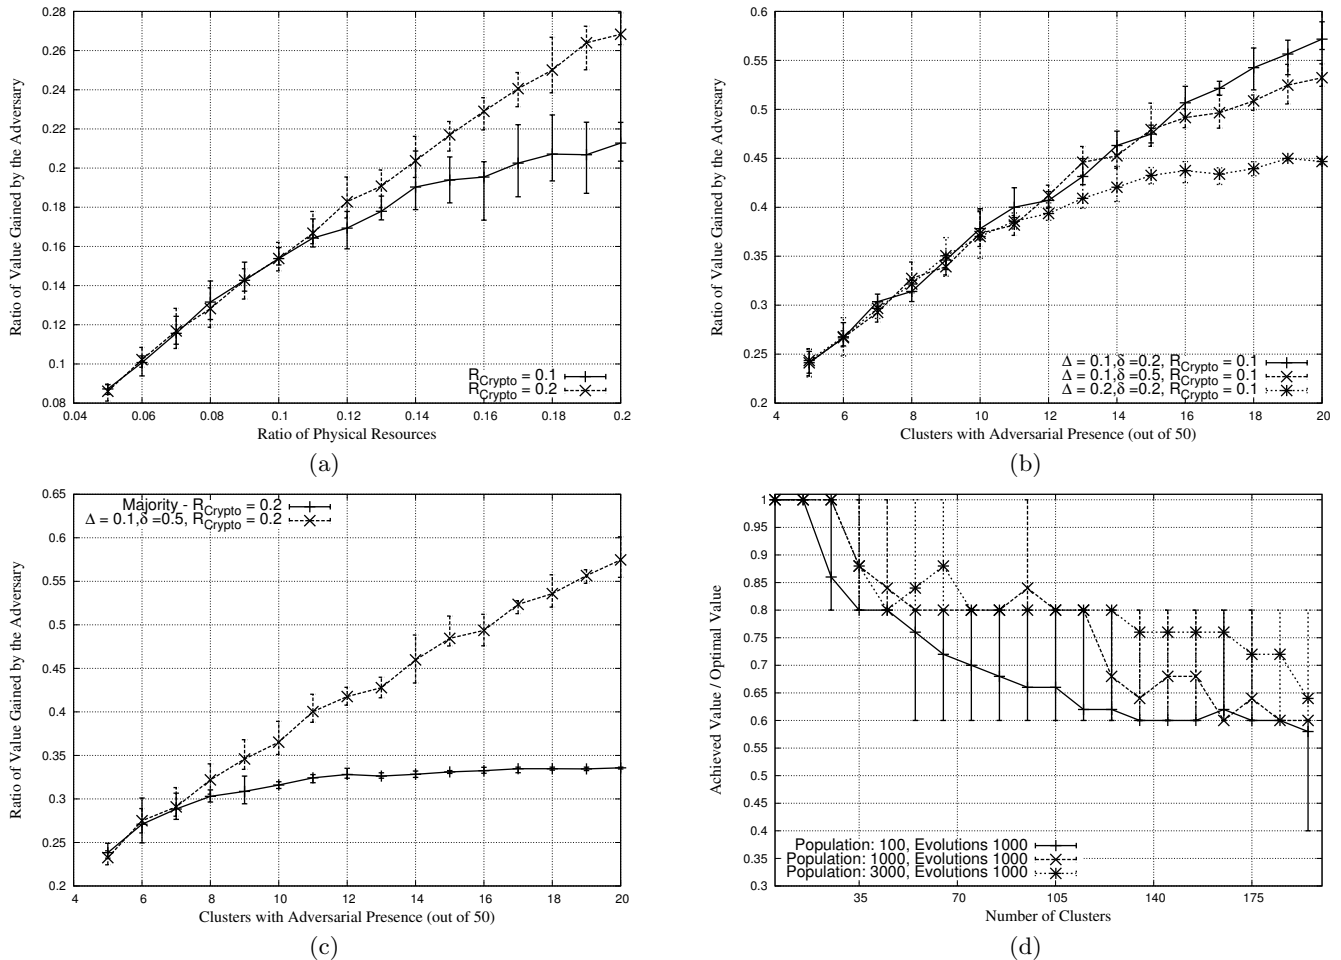 0.28
0.26
0.24
0.22
0.2
0.18
0.16
0.14
0.12
0.1
0.08
0.04 0.06 0.08 0.1 0.12 0.14 0.16 0.18 0.2
Ratio of Value Gained by the Adversary
Ratio of Physical Resources
R_Crypto = 0.1
R_Crypto = 0.2
(a)
0.6
0.55
0.5
0.45
0.4
0.35
0.3
0.25
0.2
4 6 8 10 12 14 16 18 20
Ratio of Value Gained by the Adversary
Clusters with Adversarial Presence (out of 50)
Δ = 0.1,δ =0.2, R_Crypto = 0.1
Δ = 0.1,δ =0.5, R_Crypto = 0.1
Δ = 0.2,δ =0.2, R_Crypto = 0.1
(b)
0.65
0.6
0.55
0.5
0.45
0.4
0.35
0.3
0.25
0.2
4 6 8 10 12 14 16 18 20
Ratio of Value Gained by the Adversary
Clusters with Adversarial Presence (out of 50)
Majority - R_Crypto = 0.2
Δ = 0.1,δ =0.5, R_Crypto = 0.2
(c)
1
0.95
0.9
0.85
0.8
0.75
0.7
0.65
0.6
0.55
0.5
0.45
0.4
0.35
0.3
35 70 105 140 175
Achieved Value / Optimal Value
Number of Clusters
Population: 100, Evolutions 1000
Population: 1000, Evolutions 1000
Population: 3000, Evolutions 1000
(d)